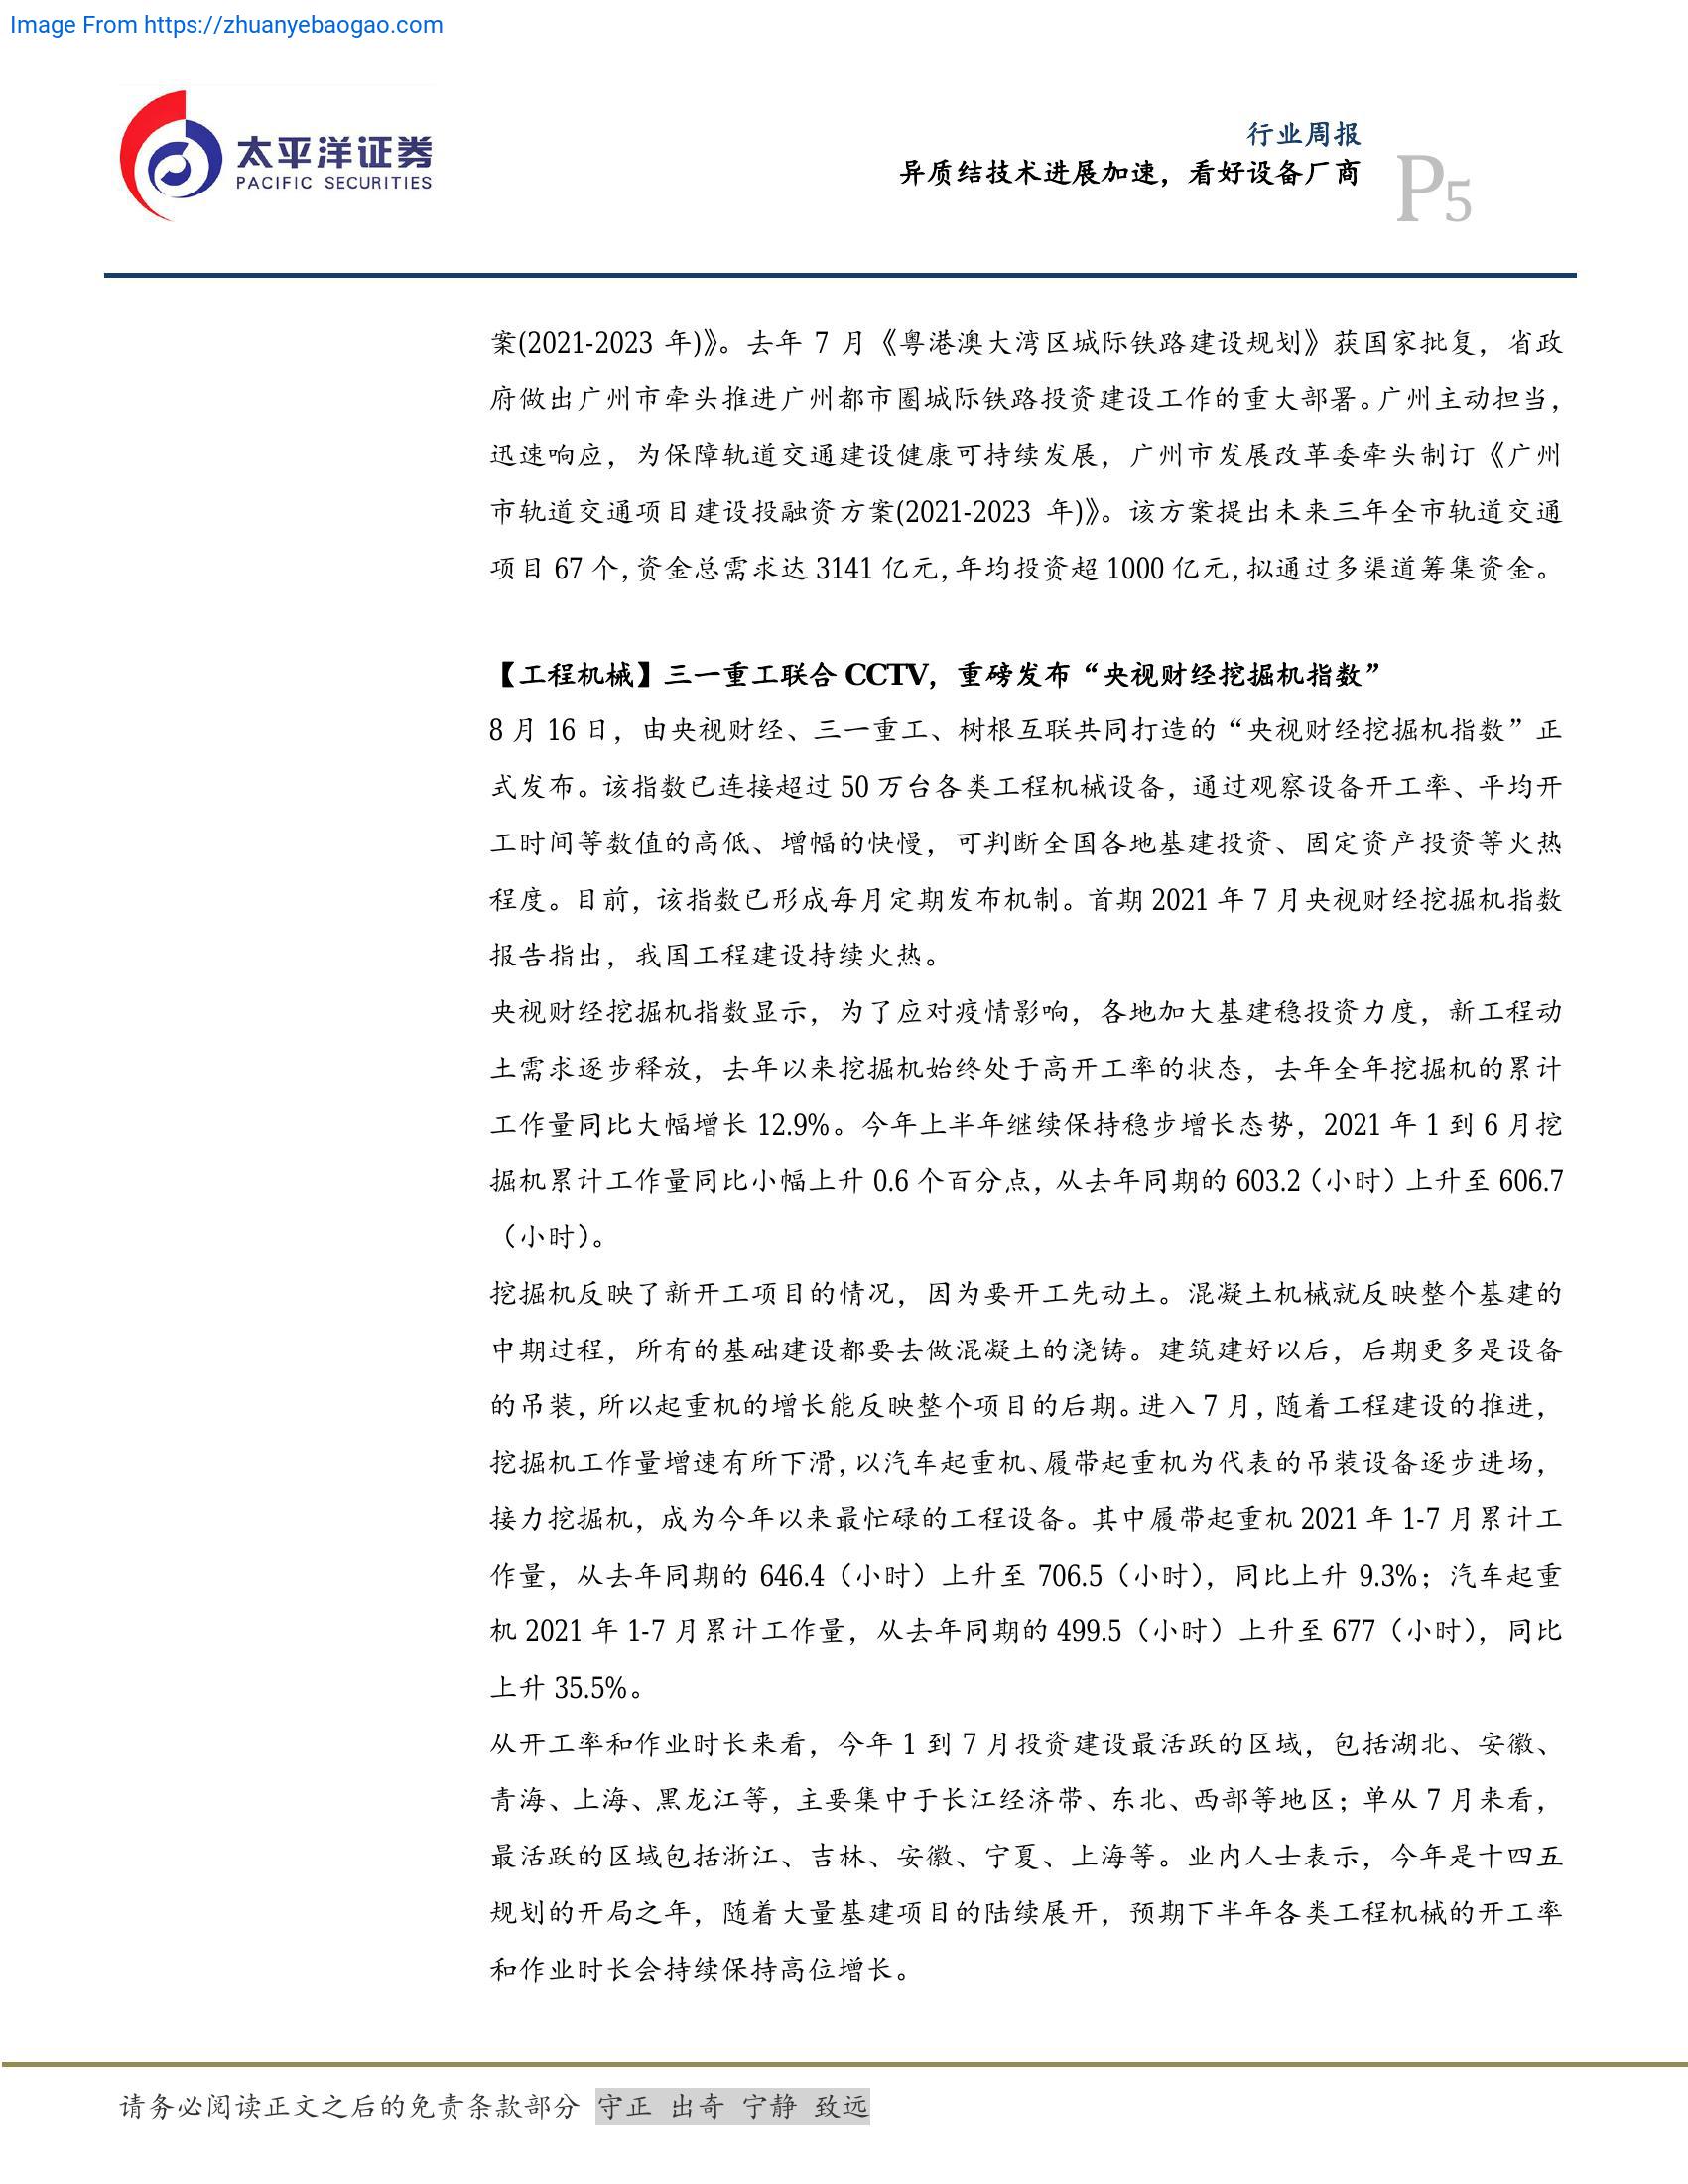 Image From https://zhuanyebaogao.com
太平洋证券
PACIFIC SECURITIES
行业周报
异质结技术进展加速，看好设备厂商
P5
案(2021-2023 年)》。去年 7 月《粤港澳大湾区城际铁路建设规划》获国家批复，省政
府做出广州市牵头推进广州都市圈城际铁路投资建设工作的重大部署。广州主动担当，
迅速响应，为保障轨道交通建设健康可持续发展，广州市发展改革委牵头制订《广州
市轨道交通项目建设投融资方案(2021-2023 年)》。该方案提出未来三年全市轨道交通
项目 67 个，资金总需求达 3141 亿元，年均投资超 1000 亿元，拟通过多渠道筹集资金。
【工程机械】三一重工联合 CCTV，重磅发布“央视财经挖掘机指数”
8 月 16 日，由央视财经、三一重工、树根互联共同打造的“央视财经挖掘机指数”正
式发布。该指数已连接超过 50 万台各类工程机械设备，通过观察设备开工率、平均开
工时间等数值的高低、增幅的快慢，可判断全国各地基建投资、固定资产投资等火热
程度。目前，该指数已形成每月定期发布机制。首期 2021 年 7 月央视财经挖掘机指数
报告指出，我国工程建设持续火热。
央视财经挖掘机指数显示，为了应对疫情影响，各地加大基建稳投资力度，新工程动
土需求逐步释放，去年以来挖掘机始终处于高开工率的状态，去年全年挖掘机的累计
工作量同比大幅增长 12.9%。今年上半年继续保持稳步增长态势，2021 年 1 到 6 月挖
掘机累计工作量同比小幅上升 0.6 个百分点，从去年同期的 603.2（小时）上升至 606.7
（小时）。
挖掘机反映了新开工项目的情况，因为要开工先动土。混凝土机械就反映整个基建的
中期过程，所有的基础建设都要去做混凝土的浇铸。建筑建好以后，后期更多是设备
的吊装，所以起重机的增长能反映整个项目的后期。进入 7 月，随着工程建设的推进，
挖掘机工作量增速有所下滑，以汽车起重机、履带起重机为代表的吊装设备逐步进场，
接力挖掘机，成为今年以来最忙碌的工程设备。其中履带起重机 2021 年 1-7 月累计工
作量，从去年同期的 646.4（小时）上升至 706.5（小时），同比上升 9.3%；汽车起重
机 2021 年 1-7 月累计工作量，从去年同期的 499.5（小时）上升至 677（小时），同比
上升 35.5%。
从开工率和作业时长来看，今年 1 到 7 月投资建设最活跃的区域，包括湖北、安徽、
青海、上海、黑龙江等，主要集中于长江经济带、东北、西部等地区；单从 7 月来看，
最活跃的区域包括浙江、吉林、安徽、宁夏、上海等。业内人士表示，今年是十四五
规划的开局之年，随着大量基建项目的陆续展开，预期下半年各类工程机械的开工率
和作业时长会持续保持高位增长。
请务必阅读正文之后的免责条款部分 守正 出奇 宁静 致远